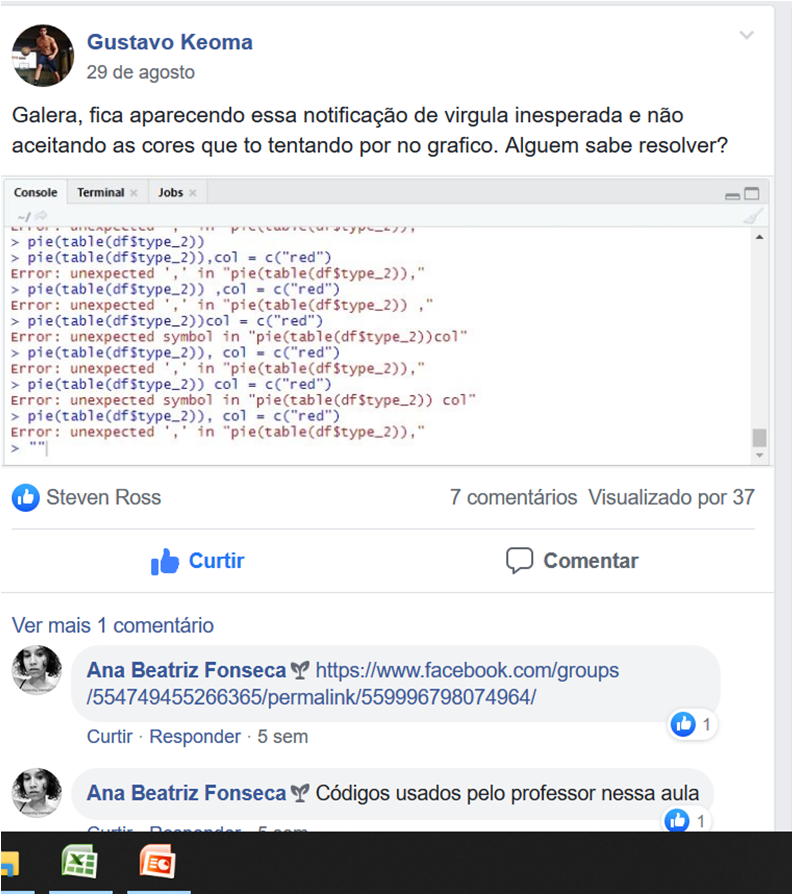 Gustavo Keoma
29 de agosto
Galera, fica aparecendo essa notificação de virgula inesperada e não
aceitando as cores que to tentando por no grafico. Alguem sabe resolver?
Console Terminal × Jobs ×
~/
Error: unexpected ',' in "pie(table(df$type_2)),"
> pie(table(df$type_2))
> pie(table(df$type_2)),col = c("red")
Error: unexpected ',' in "pie(table(df$type_2)),"
> pie(table(df$type_2)) ,col = c("red")
Error: unexpected ',' in "pie(table(df$type_2)) ,"
> pie(table(df$type_2))col = c("red")
Error: unexpected symbol in "pie(table(df$type_2))col"
> pie(table(df$type_2)), col = c("red")
Error: unexpected ',' in "pie(table(df$type_2)),"
> pie(table(df$type_2)) col = c("red")
Error: unexpected symbol in "pie(table(df$type_2)) col"
> pie(table(df$type_2)), col = c("red")
Error: unexpected ',' in "pie(table(df$type_2)),"
> ""
Steven Ross 7 comentários Visualizado por 37
Curtir Comentar
Ver mais 1 comentário
Ana Beatriz Fonseca https://www.facebook.com/groups
/554749455266365/permalink/559996798074964/
1
Curtir · Responder · 5 sem
Ana Beatriz Fonseca Códigos usados pelo professor nessa aula
1
Curtir · Responder · 5 sem